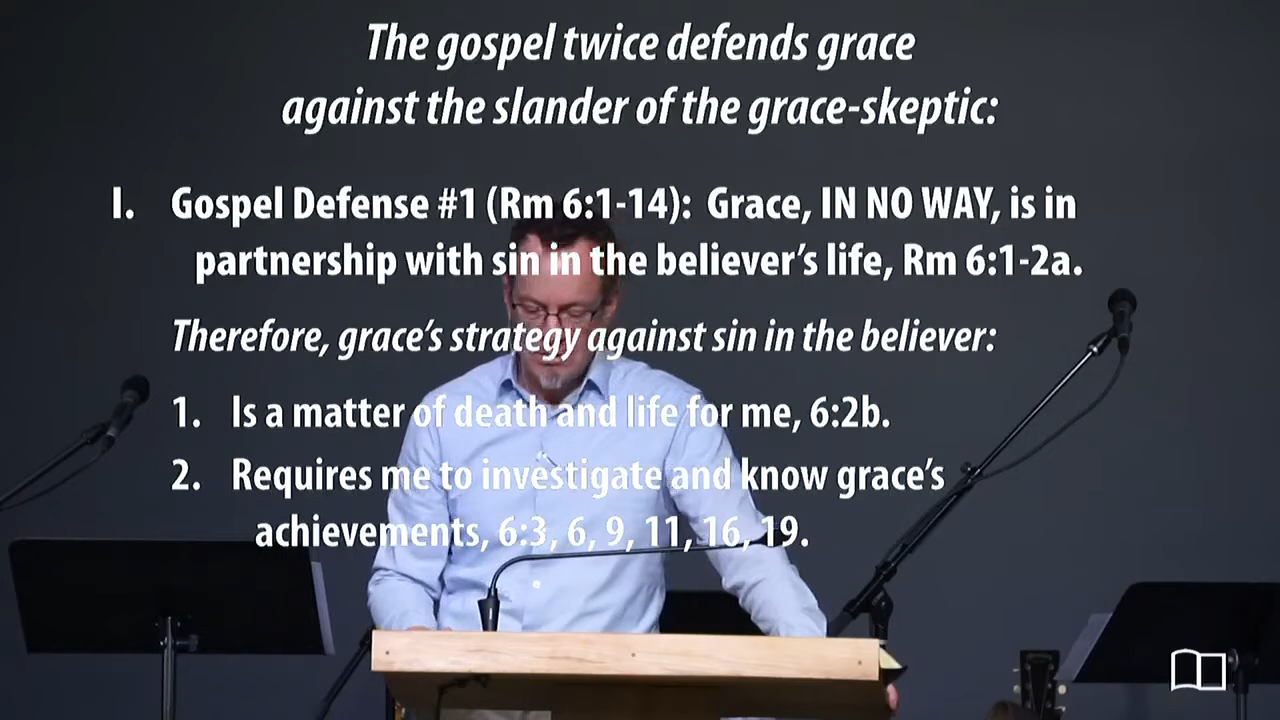 The gospel twice defends grace
against the slander of the grace-skeptic:
I. Gospel Defense #1 (Rm 6:1-14): Grace, IN NO WAY, is in
partnership with sin in the believer's life, Rm 6:1-2a.
Therefore, grace's strategy against sin in the believer:
1. Is a matter of death and life for me, 6:2b.
2. Requires me to investigate and know grace's
achievements, 6:3, 6, 9, 11, 16, 19.